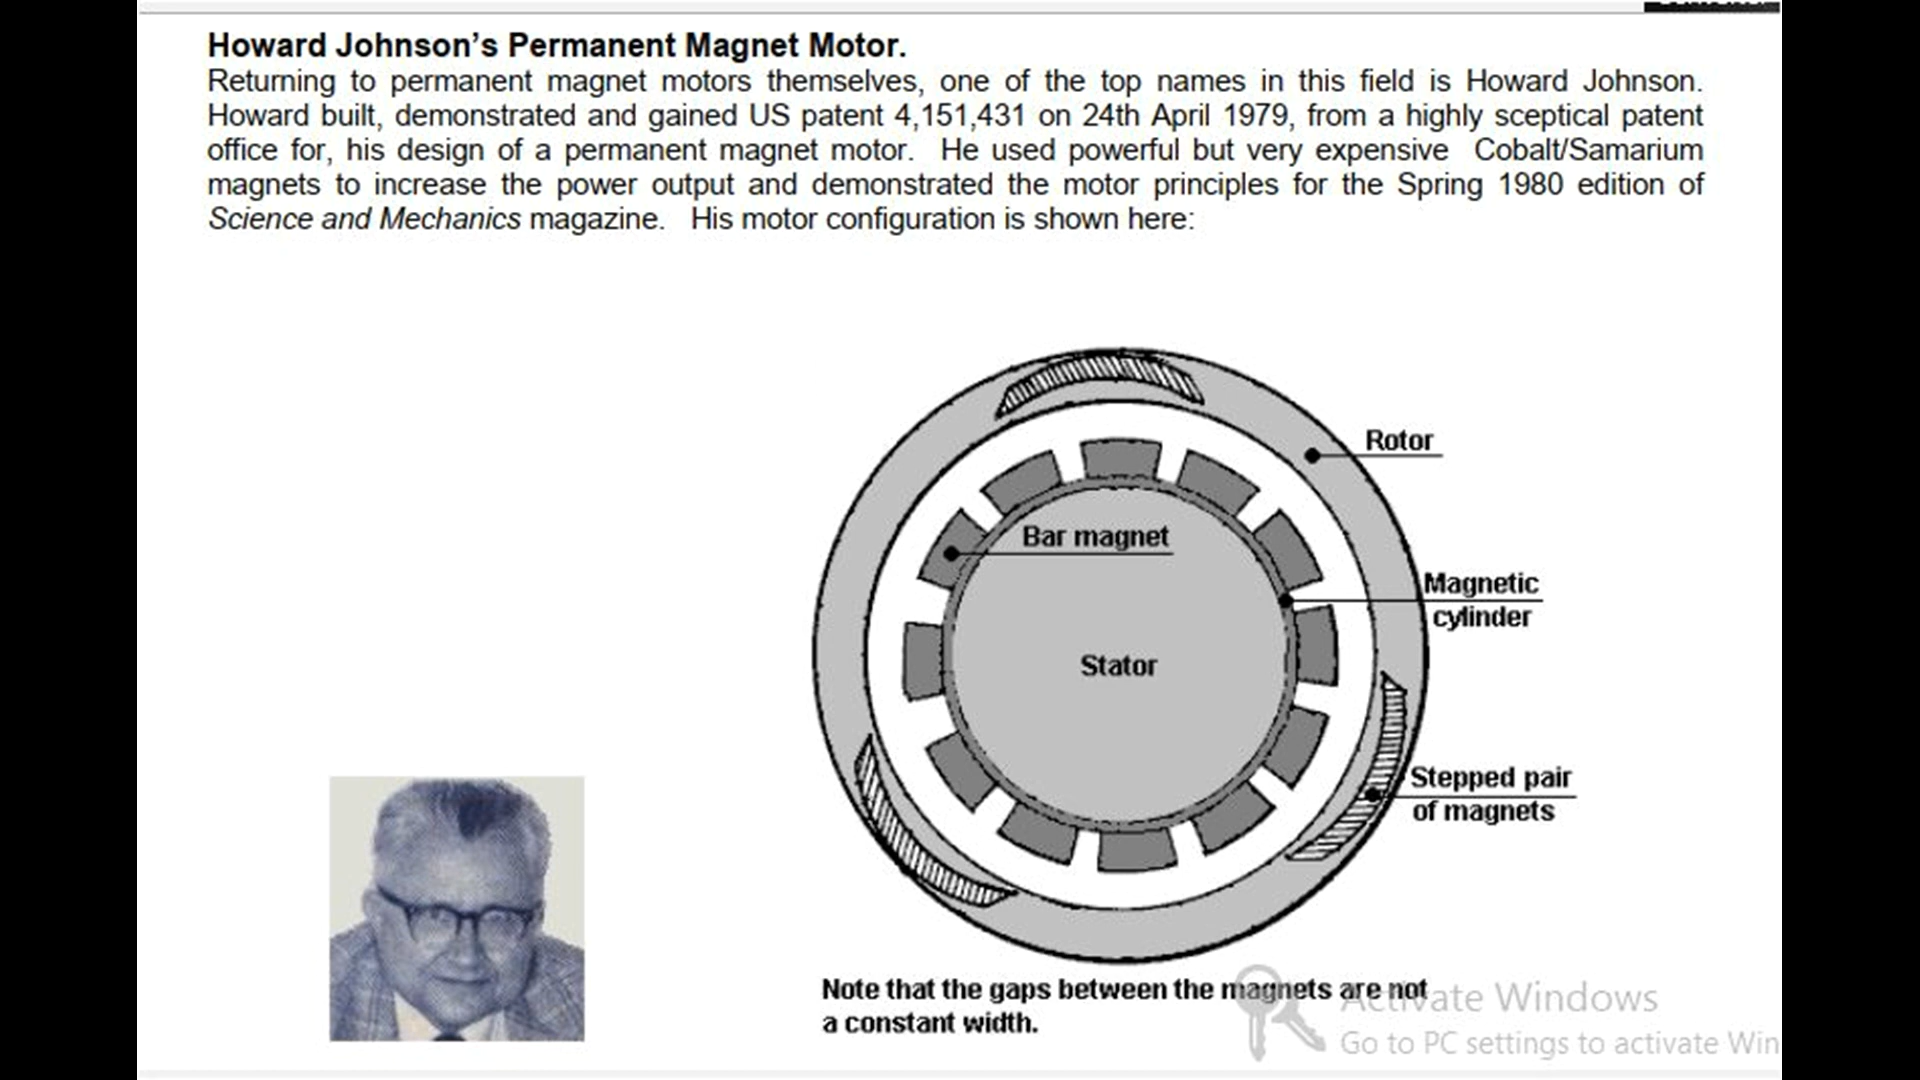 Howard Johnson’s Permanent Magnet Motor.
Returning to permanent magnet motors themselves, one of the top names in this field is Howard Johnson.
Howard built, demonstrated and gained US patent 4,151,431 on 24th April 1979, from a highly sceptical patent
office for, his design of a permanent magnet motor. He used powerful but very expensive Cobalt/Samarium
magnets to increase the power output and demonstrated the motor principles for the Spring 1980 edition of
Science and Mechanics magazine. His motor configuration is shown here:
Rotor
Bar magnet
Magnetic
cylinder
Stator
Stepped pair
of magnets
Note that the gaps between the magnets are not
a constant width.
Activate Windows
Go to PC settings to activate Win